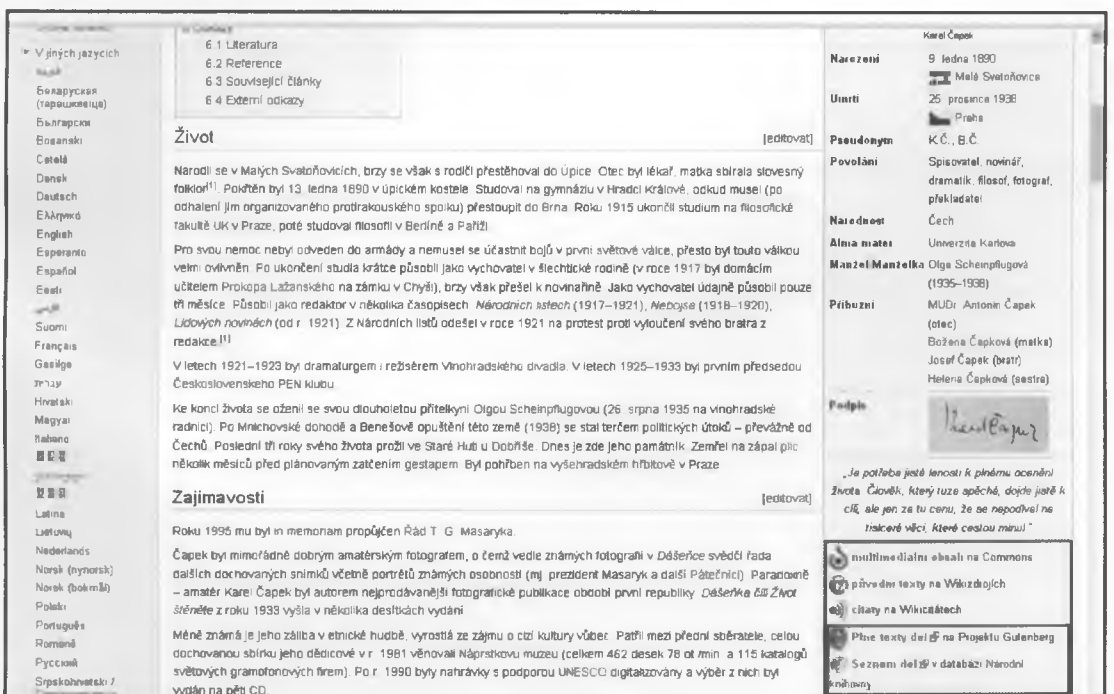 V jiných jazycích
Беларуская
(тарашкевіца)
Български
Bosanski
Català
Dansk
Deutsch
Ελληνικά
English
Esperanto
Español
Eesti
Suomi
Français
Gaeilge
עברית
Hrvatski
Magyar
Italiano
Latina
Lietuvių
Nederlands
Norsk (nynorsk)
Norsk (bokmål)
Polski
Português
Română
Русский
Srpskohrvatski /
6.1 Literatura
6.2 Reference
6.3 Související články
6.4 Externí odkazy
Život [editovat]
Narodil se v Malých Svatoňovicích, brzy se však s rodiči přestěhoval do Úpice. Otec byl lékař, matka sbírala slovesný
folklor[1]. Pokřtěn byl 13. ledna 1890 v úpickém kostele. Studoval na gymnáziu v Hradci Králové, odkud musel (po
odhalení jím organizovaného protirakouského spolku) přestoupit do Brna. Roku 1915 ukončil studium na filosofické
fakultě UK v Praze, poté studoval filosofii v Berlíně a Paříži.
Pro svou nemoc nebyl odveden do armády a nemusel se účastnit bojů v první světové válce, přesto byl touto válkou
velmi ovlivněn. Po ukončení studia krátce působil jako vychovatel v šlechtické rodině (v roce 1917 byl domácím
učitelem Prokopa Lažanského na zámku v Chyši), brzy však přešel k novinařině. Jako vychovatel údajně působil pouze
tři měsíce. Působil jako redaktor v několika časopisech. Národních listech (1917–1921), Nebojse (1918–1920),
Lidových novinách (od r. 1921). Z Národních listů odešel v roce 1921 na protest proti vyloučení svého bratra z
redakce.[1]
V letech 1921–1923 byl dramaturgem i režisérem Vinohradského divadla. V letech 1925–1933 byl prvním předsedou
Československého PEN klubu.
Ke konci života se oženil se svou dlouholetou přítelkyní Olgou Scheinpflugovou (26. srpna 1935 na vinohradské
radnici). Po Mnichovské dohodě a Benešově opuštění této země (1938) se stal terčem politických útoků – převážně od
Čechů. Poslední tři roky svého života prožil ve Staré Huti u Dobříše. Dnes je zde jeho památník. Zemřel na zápal plic
několik měsíců před plánovaným zatčením gestapem. Byl pohřben na vyšehradském hřbitově v Praze.
Zajímavosti [editovat]
Roku 1995 mu byl in memoriam propůjčen Řád T. G. Masaryka.
Čapek byl mimořádně dobrým amatérským fotografem, o čemž vedle známých fotografií v Dášeňce svědčí řada
dalších dochovaných snímků včetně portrétů známých osobností (mj. prezident Masaryk a další Pátečníci). Paradoxně
– amatér Karel Čapek byl autorem nejprodávanější fotografické publikace období první republiky. Dášeňka čili Život
štěněte z roku 1933 vyšla v několika desítkách vydání.
Méně známá je jeho záliba v etnické hudbě, vyrostlá ze zájmu o cizí kultury vůbec. Patřil mezi přední sběratele, celou
dochovanou sbírku jeho dědicové v r. 1981 věnovali Náprstkovu muzeu (celkem 462 desek 78 ot./min. a 115 katalogů
světových gramofonových firem). Po r. 1990 byly nahrávky s podporou UNESCO digitalizovány a výběr z nich byl
vydán na pěti CD.
Karel Čapek
Narození 9. ledna 1890
Malé Svatoňovice
Úmrtí 25. prosince 1938
Praha
Pseudonym K.Č., B.Č.
Povolání Spisovatel, novinář,
dramatik, filosof, fotograf,
překladatel
Národnost Čech
Alma mater Univerzita Karlova
Manžel/Manželka Olga Scheinpflugová
(1935–1938)
Příbuzní MUDr. Antonín Čapek
(otec)
Božena Čapková (matka)
Josef Čapek (bratr)
Helena Čapková (sestra)
Podpis
Karel Čapek
„Je potřeba jisté lenosti k plnému ocenění
života. Člověk, který tuze spěchá, dojde jistě k
cíli, ale jen za tu cenu, že se nepodíval na
tisíceré věci, které cestou minul.“
multimediální obsah na Commons
původní texty na Wikizdrojích
citáty na Wikicitátech
Plné texty děl na Projektu Gutenberg
Seznam děl v databázi Národní
knihovny